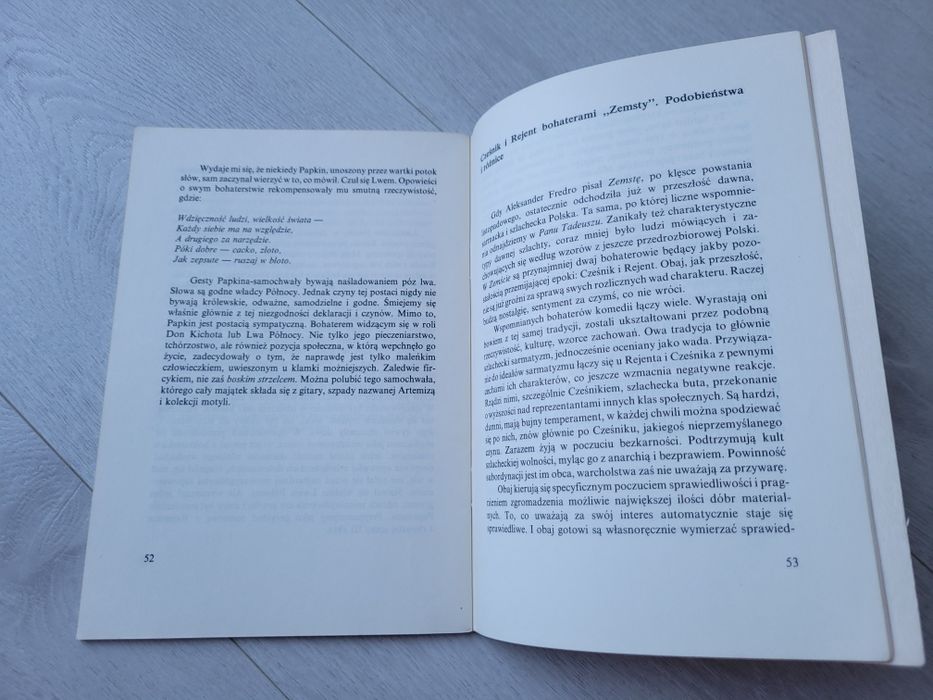 Wydaje mi się, że niekiedy Papkin, unoszony przez wartki potok
słów, sam zaczynał wierzyć w to, co mówił. Czuł się Lwem. Opowieści
o swym bohaterstwie rekompensowały mu smutną rzeczywistość,
gdzie:
Wdzięczność ludzi, wielkość świata —
Każdy siebie ma na względzie,
A drugiego za narzędzie.
Póki dobre — cacko, złoto,
Jak zepsute — ruszaj w błoto.
Gesty Papkina-samochwały bywają naśladowaniem póz lwa.
Słowa są godne władcy Północy. Jednak czyny tej postaci nigdy nie
bywają królewskie, odważne, samodzielne i godne. Śmiejemy się
właśnie głównie z tej niezgodności deklaracji i czynów. Mimo to,
Papkin jest postacią sympatyczną. Bohaterem widzącym się w roli
Don Kichota lub Lwa Północy. Nie tylko jego pieczeniarstwo,
tchórzostwo, ale również pozycja społeczna, w którą wepchnęło go
życie, zadecydowały o tym, że naprawdę jest tylko maleńkim
człowieczkiem, uwieszonym u klamki możniejszych. Zaledwie fir-
cykiem, nie zaś boskim strzelcem. Można polubić tego samochwała,
którego cały majątek składa się z gitary, szpady nazwanej Artemizą
i kolekcji motyli.
52
Cześnik i Rejent bohaterami „Zemsty”. Podobieństwa
i różnice
Gdy Aleksander Fredro pisał Zemstę, po klęsce powstania
listopadowego, ostatecznie odchodziła już w przeszłość dawna,
sarmacka i szlachecka Polska. Ta sama, po której liczne wspomnie-
nia odnajdziemy w Panu Tadeuszu. Zanikały też charakterystyczne
typy dawnej szlachty, coraz mniej było ludzi mówiących i za-
chowujących się według wzorów z jeszcze przedrozbiorowej Polski.
W Zemście są przynajmniej dwaj bohaterowie będący jakby pozo-
stałością przemijającej epoki: Cześnik i Rejent. Obaj, jak przeszłość,
nie są już groźni za sprawą swych rozlicznych wad charakteru. Raczej
budzą nostalgię, sentyment za czymś, co nie wróci.
Wspomnianych bohaterów komedii łączy wiele. Wyrastają oni
bowiem z tej samej tradycji, zostali ukształtowani przez podobną
rzeczywistość, kulturę, wzorce zachowań. Owa tradycja to głównie
szlachecki sarmatyzm, jednocześnie oceniany jako wada. Przywiąza-
nie do ideałów sarmatyzmu łączy się u Rejenta i Cześnika z pewnymi
cechami ich charakterów, co jeszcze wzmacnia negatywne reakcje.
Rządzi nimi, szczególnie Cześnikiem, szlachecka buta, przekonanie
o wyższości nad reprezentantami innych klas społecznych. Są hardzi,
dumni, mają bujny temperament, w każdej chwili można spodziewać
się po nich, znów głównie po Cześniku, jakiegoś nieprzemyślanego
czynu. Zarazem żyją w poczuciu bezkarności. Podtrzymują kult
szlacheckiej wolności, myląc go z anarchią i bezprawiem. Powinność
subordynacji jest im obca, warcholstwa zaś nie uważają za przywarę.
Obaj kierują się specyficznym poczuciem sprawiedliwości i prag-
nieniem zgromadzenia możliwie największej ilości dóbr material-
nych. To, co uważają za swój interes automatycznie staje się
sprawiedliwe. I obaj gotowi są własnoręcznie wymierzać sprawied-
53